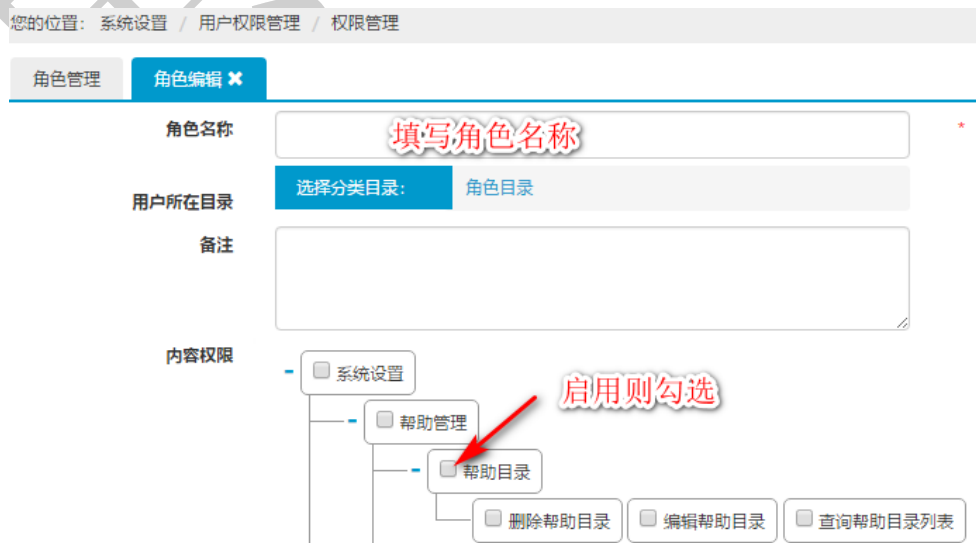 您的位置： 系统设置 / 用户权限管理 / 权限管理
角色管理 角色编辑 ✖
角色名称 填写角色名称 *
用户所在目录 选择分类目录： 角色目录
备注
内容权限
系统设置
启用则勾选
帮助管理
帮助目录
删除帮助目录 编辑帮助目录 查询帮助目录列表